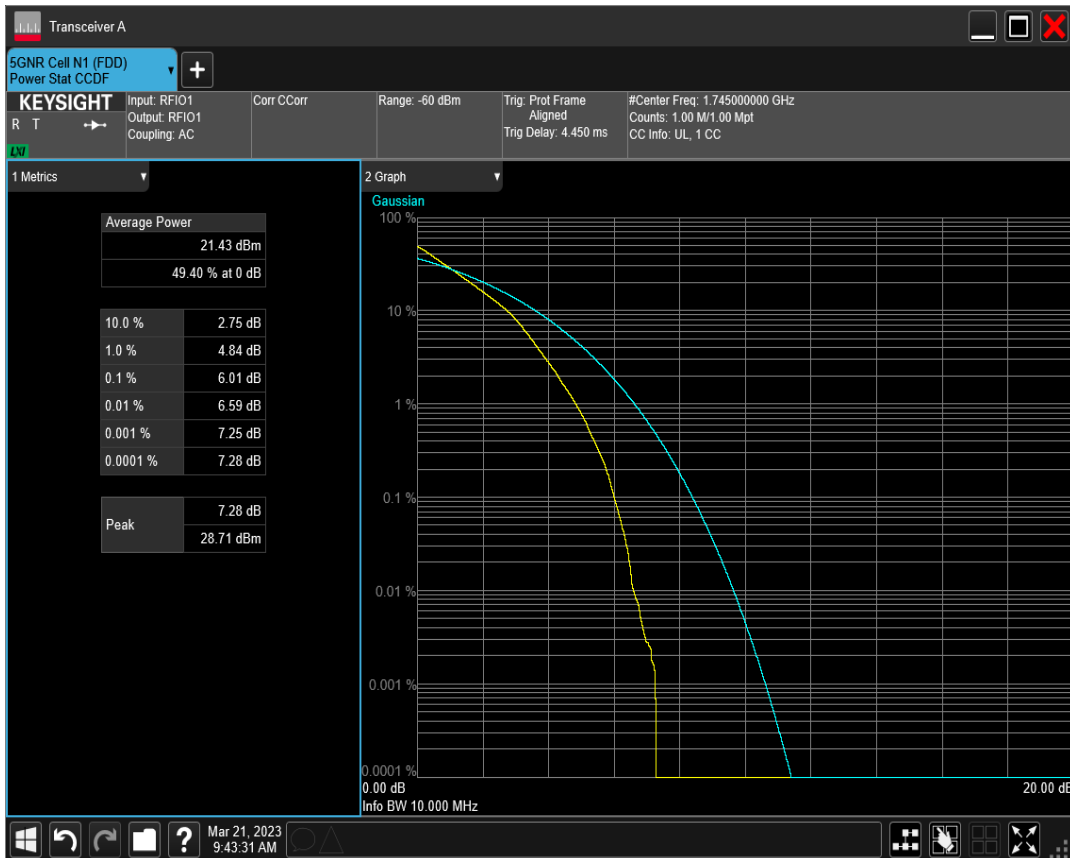 Transceiver A
5GNR Cell N1 (FDD)
Power Stat CCDF
KEYSIGHT
R T
LXI
Input: RFIO1
Output: RFIO1
Coupling: AC
Corr CCorr
Range: -60 dBm
Trig: Prot Frame
Aligned
Trig Delay: 4.450 ms
#Center Freq: 1.745000000 GHz
Counts: 1.00 M/1.00 Mpt
CC Info: UL, 1 CC
1 Metrics
Average Power
21.43 dBm
49.40 % at 0 dB
10.0 % 2.75 dB
1.0 % 4.84 dB
0.1 % 6.01 dB
0.01 % 6.59 dB
0.001 % 7.25 dB
0.0001 % 7.28 dB
Peak 7.28 dB
28.71 dBm
2 Graph
Gaussian
100 %
10 %
1 %
0.1 %
0.01 %
0.001 %
0.0001 %
0.00 dB 20.00 dB
Info BW 10.000 MHz
Mar 21, 2023
9:43:31 AM